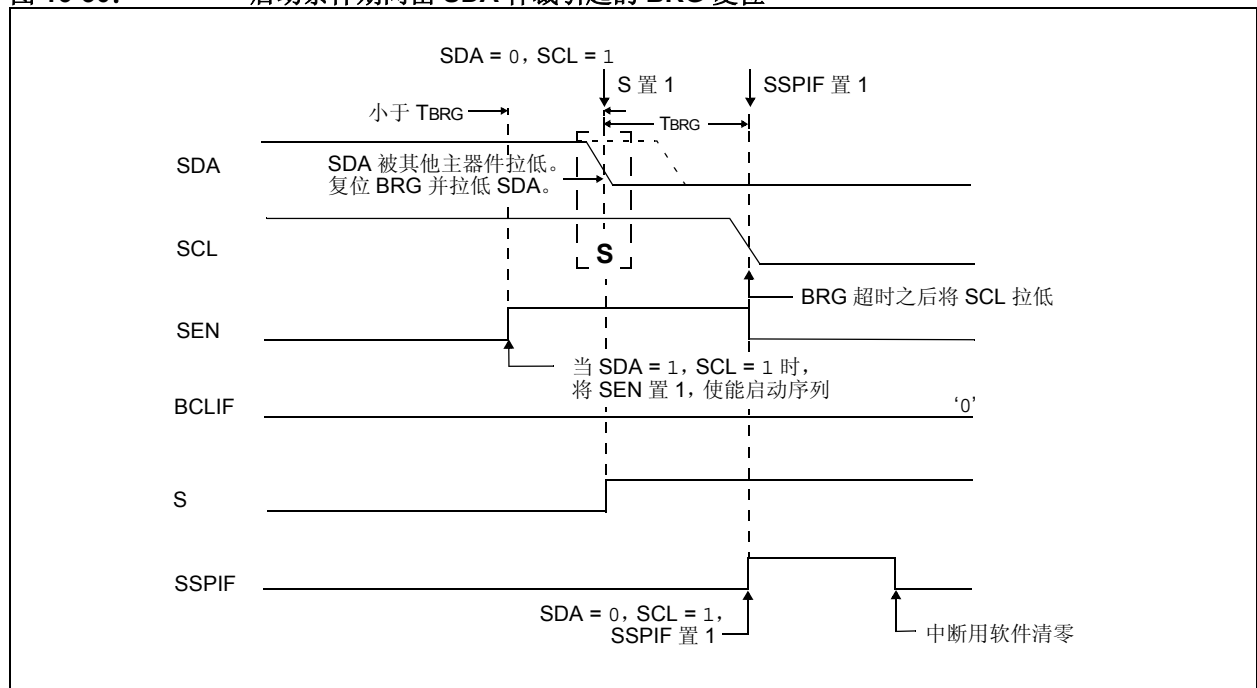 SDA = 0，SCL = 1
S 置 1
SSPIF 置 1
小于 TBRG
TBRG
SDA
SDA 被其他主器件拉低。
复位 BRG 并拉低 SDA。
SCL
S
BRG 超时之后将 SCL 拉低
SEN
当 SDA = 1，SCL = 1 时，
将 SEN 置 1，使能启动序列
BCLIF
‘0’
S
SSPIF
SDA = 0，SCL = 1，
SSPIF 置 1
中断用软件清零